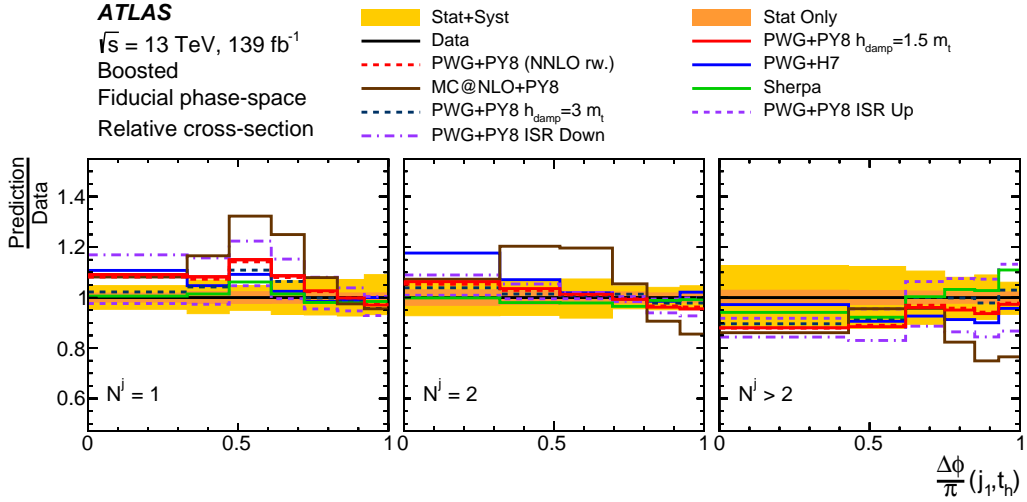 ATLAS
√s = 13 TeV, 139 fb⁻¹
Boosted
Fiducial phase-space
Relative cross-section
Stat+Syst
Data
PWG+PY8 (NNLO rw.)
MC@NLO+PY8
PWG+PY8 h_damp=3 m_t
PWG+PY8 ISR Down
Stat Only
PWG+PY8 h_damp=1.5 m_t
PWG+H7
Sherpa
PWG+PY8 ISR Up
Prediction
Data
1.4
1.2
1
0.8
0.6
N^j = 1
N^j = 2
N^j > 2
0 0.5 1
0 0.5 1
0 0.5 1
Δϕ/π (j_1,t_h)